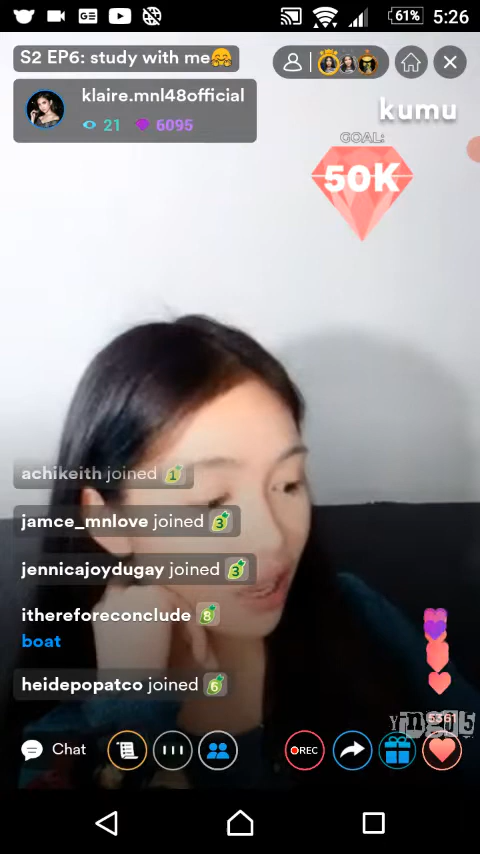 61% 5:26
S2 EP6: study with me🤗
klaire.mnl48official
21 6095
kumu
GOAL:
50K
achikeith joined 1
jamce_mnlove joined 3
jennicajoydugay joined 3
ithereforeconclude 8
boat
heidepopatco joined 6
5361
Chat
REC